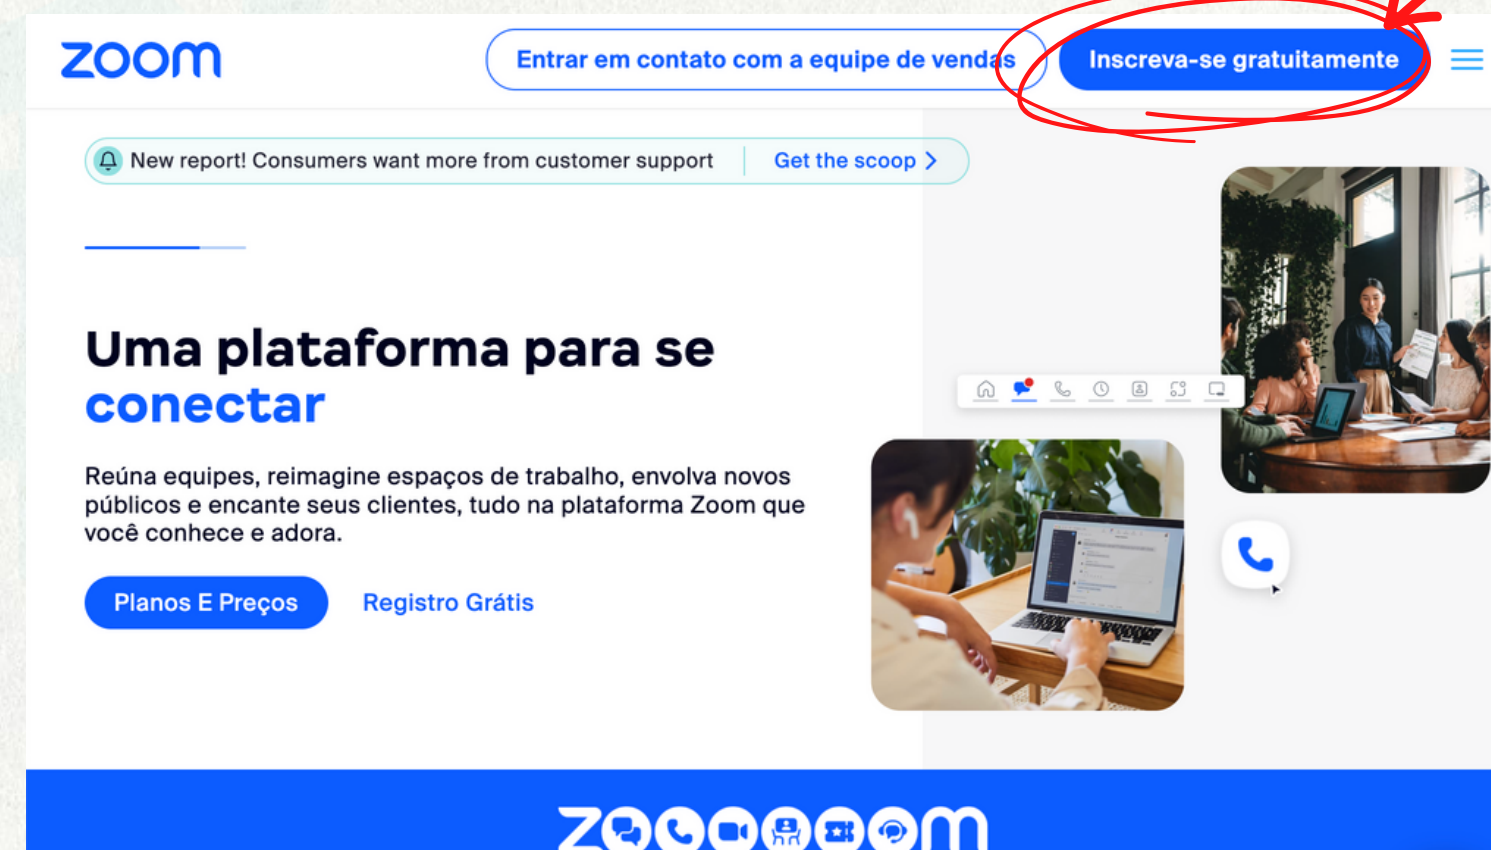 zoom
Entrar em contato com a equipe de vendas
Inscreva-se gratuitamente
New report! Consumers want more from customer support
Get the scoop
Uma plataforma para se
conectar
Reúna equipes, reimagine espaços de trabalho, envolva novos
públicos e encante seus clientes, tudo na plataforma Zoom que
você conhece e adora.
Planos E Preços
Registro Grátis
zoooooom